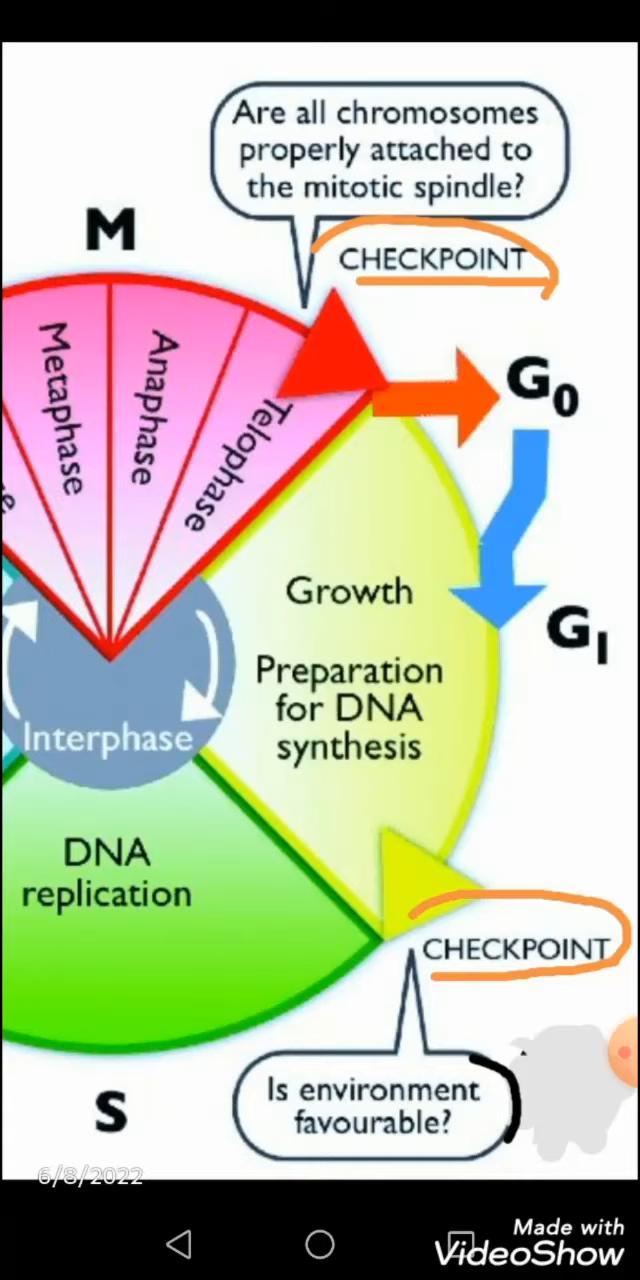 Are all chromosomes
properly attached to
the mitotic spindle?
M
CHECKPOINT
Metaphase
Anaphase
Telophase
G0
Growth
G1
Preparation
for DNA
synthesis
Interphase
DNA
replication
CHECKPOINT
Is environment
favourable?
S
6/8/2022
Made with
VideoShow